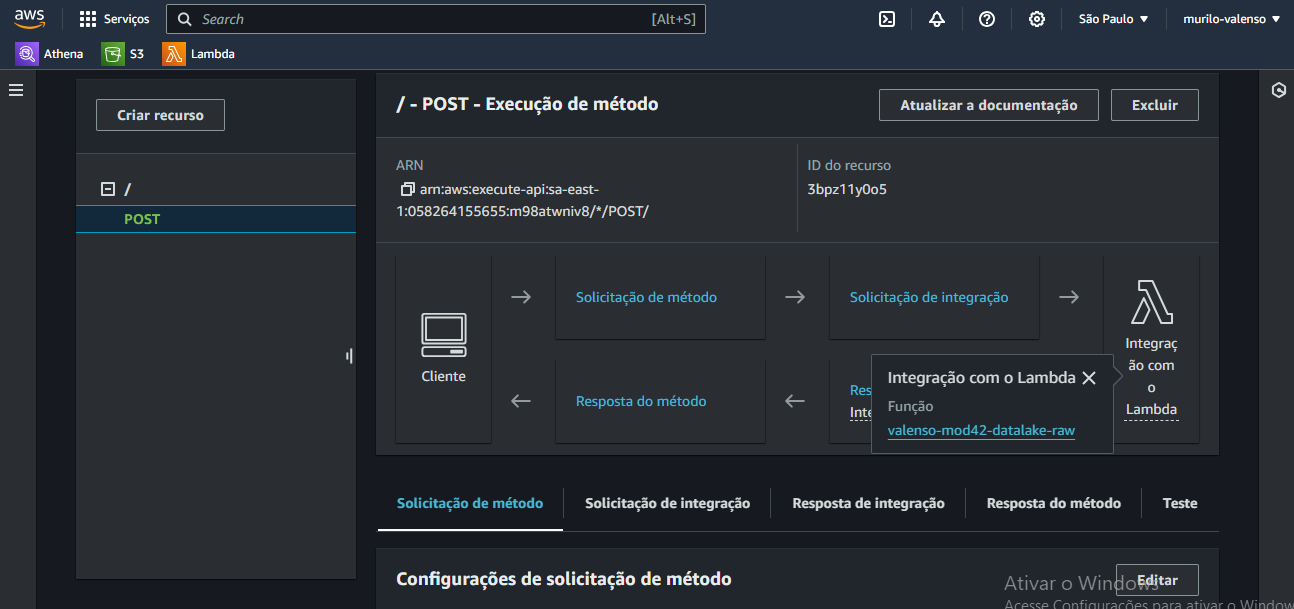 aws
Serviços
Search
[Alt+S]
São Paulo
murilo-valenso
Athena
S3
Lambda
Criar recurso
/
POST
/ - POST - Execução de método
Atualizar a documentação
Excluir
ARN
arn:aws:execute-api:sa-east-
1:058264155655:m98atwniv8/*/POST/
ID do recurso
3bpz11y0o5
Cliente
Solicitação de método
Solicitação de integração
Integraç
ão com
o
Lambda
Resposta do método
Res
Inte
Integração com o Lambda
Função
valenso-mod42-datalake-raw
Solicitação de método
Solicitação de integração
Resposta de integração
Resposta do método
Teste
Configurações de solicitação de método
Editar
Ativar o Windows
Acesse Configurações para ativar o Window